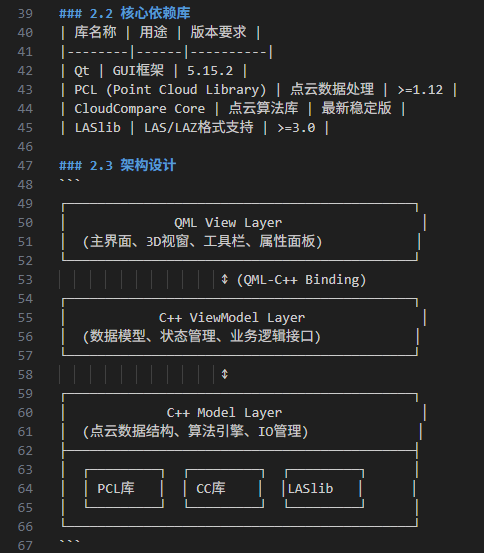 39 ### 2.2 核心依赖库
40 | 库名称 | 用途 | 版本要求 |
41 |--------|------|----------|
42 | Qt | GUI框架 | 5.15.2 |
43 | PCL (Point Cloud Library) | 点云数据处理 | >=1.12 |
44 | CloudCompare Core | 点云算法库 | 最新稳定版 |
45 | LASlib | LAS/LAZ格式支持 | >=3.0 |
46
47 ### 2.3 架构设计
48 ```
49 ┌─────────────────────────────────────────────┐
50 │              QML View Layer                  │
51 │  (主界面、3D视窗、工具栏、属性面板)            │
52 └─────────────────────────────────────────────┘
53                     ↕ (QML-C++ Binding)
54 ┌─────────────────────────────────────────────┐
55 │            C++ ViewModel Layer               │
56 │  (数据模型、状态管理、业务逻辑接口)            │
57 └─────────────────────────────────────────────┘
58                     ↕
59 ┌─────────────────────────────────────────────┐
60 │             C++ Model Layer                  │
61 │  (点云数据结构、算法引擎、IO管理)              │
62 ├─────────────────────────────────────────────┤
63 │  ┌─────────┐  ┌─────────┐  ┌─────────┐      │
64 │  │ PCL库   │  │ CC库    │  │LASlib   │      │
65 │  └─────────┘  └─────────┘  └─────────┘      │
66 └─────────────────────────────────────────────┘
67 ```